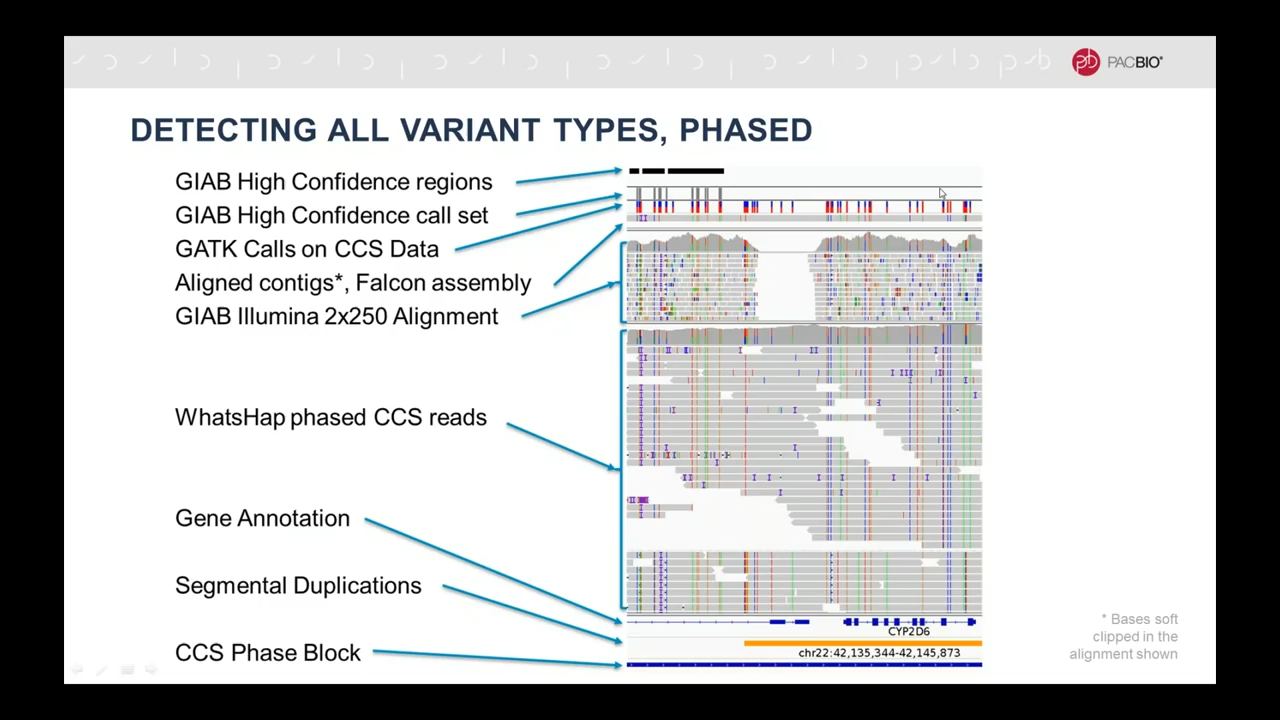 PACBIO®
DETECTING ALL VARIANT TYPES, PHASED
GIAB High Confidence regions
GIAB High Confidence call set
GATK Calls on CCS Data
Aligned contigs*, Falcon assembly
GIAB Illumina 2x250 Alignment
WhatsHap phased CCS reads
Gene Annotation
Segmental Duplications
CCS Phase Block
CYP2D6
chr22:42,135,344-42,145,873
* Bases soft
clipped in the
alignment shown